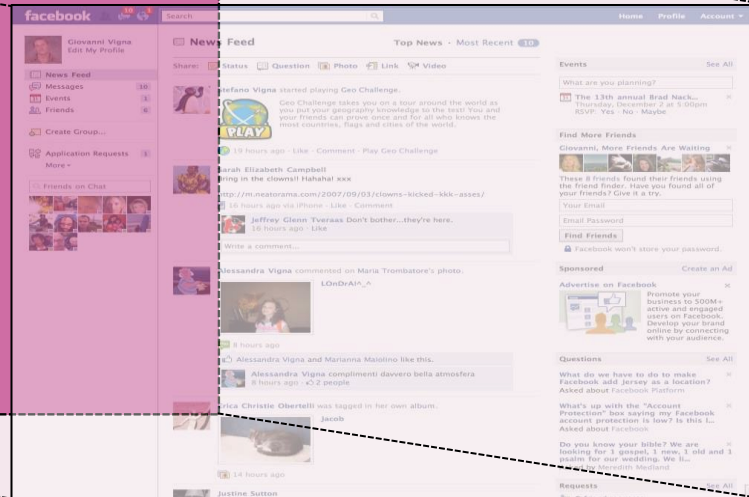 facebook
10
Search
Home Profile Account
Giovanni Vigna
Edit My Profile
News Feed
Messages 10
Events 1
Friends 6
Create Group...
Application Requests 1
More
Friends on Chat
News Feed
Top News · Most Recent 10
Share: Status Question Photo Link Video
Stefano Vigna started playing Geo Challenge.
PLAY
Geo Challenge takes you on a tour around the world as
you put your geography knowledge to the test! You and
your friends can prove once and for all who knows the
most countries, flags and cities of the world.
19 hours ago · Like · Comment · Play Geo Challenge
Sarah Elizabeth Campbell
Bring in the clowns!! Hahaha! xxx
http://m.neatorama.com/2007/09/03/clowns-kicked-kkk-asses/
16 hours ago via iPhone · Like · Comment
Jeffrey Glenn Tveraas Don't bother...they're here.
16 hours ago · Like
Write a comment...
Alessandra Vigna commented on Maria Trombatore's photo.
LOnDrA!^_^
8 hours ago
Alessandra Vigna and Marianna Maiolino like this.
Alessandra Vigna complimenti davvero bella atmosfera
8 hours ago · 2 people
Erica Christie Obertelli was tagged in her own album.
Jacob
14 hours ago
Justine Sutton
Events See All
What are you planning?
31 The 13th annual Brad Nack...
Thursday, December 2 at 5:00pm
RSVP: Yes · No · Maybe
Find More Friends
Giovanni, More Friends Are Waiting
These 8 friends found their friends using
the friend finder. Have you found all of
your friends? Give it a try.
Your Email
Email Password
Find Friends
Facebook won't store your password.
Sponsored Create an Ad
Advertise on Facebook
Promote your
business to 500M+
active and engaged
users on Facebook.
Develop your brand
online by connecting
with your audience.
Questions See All
What do we have to do to make
Facebook add Jersey as a location?
Asked about Facebook Platform
What's up with the "Account
Protection" box saying my Facebook
account protection is low? Is this I...
Asked about Facebook
Do you know your bible? We are
looking for 1 gospel, 1 new, 1 old and 1
psalm for our wedding. We li...
Asked by Meredith Medland
Requests See All